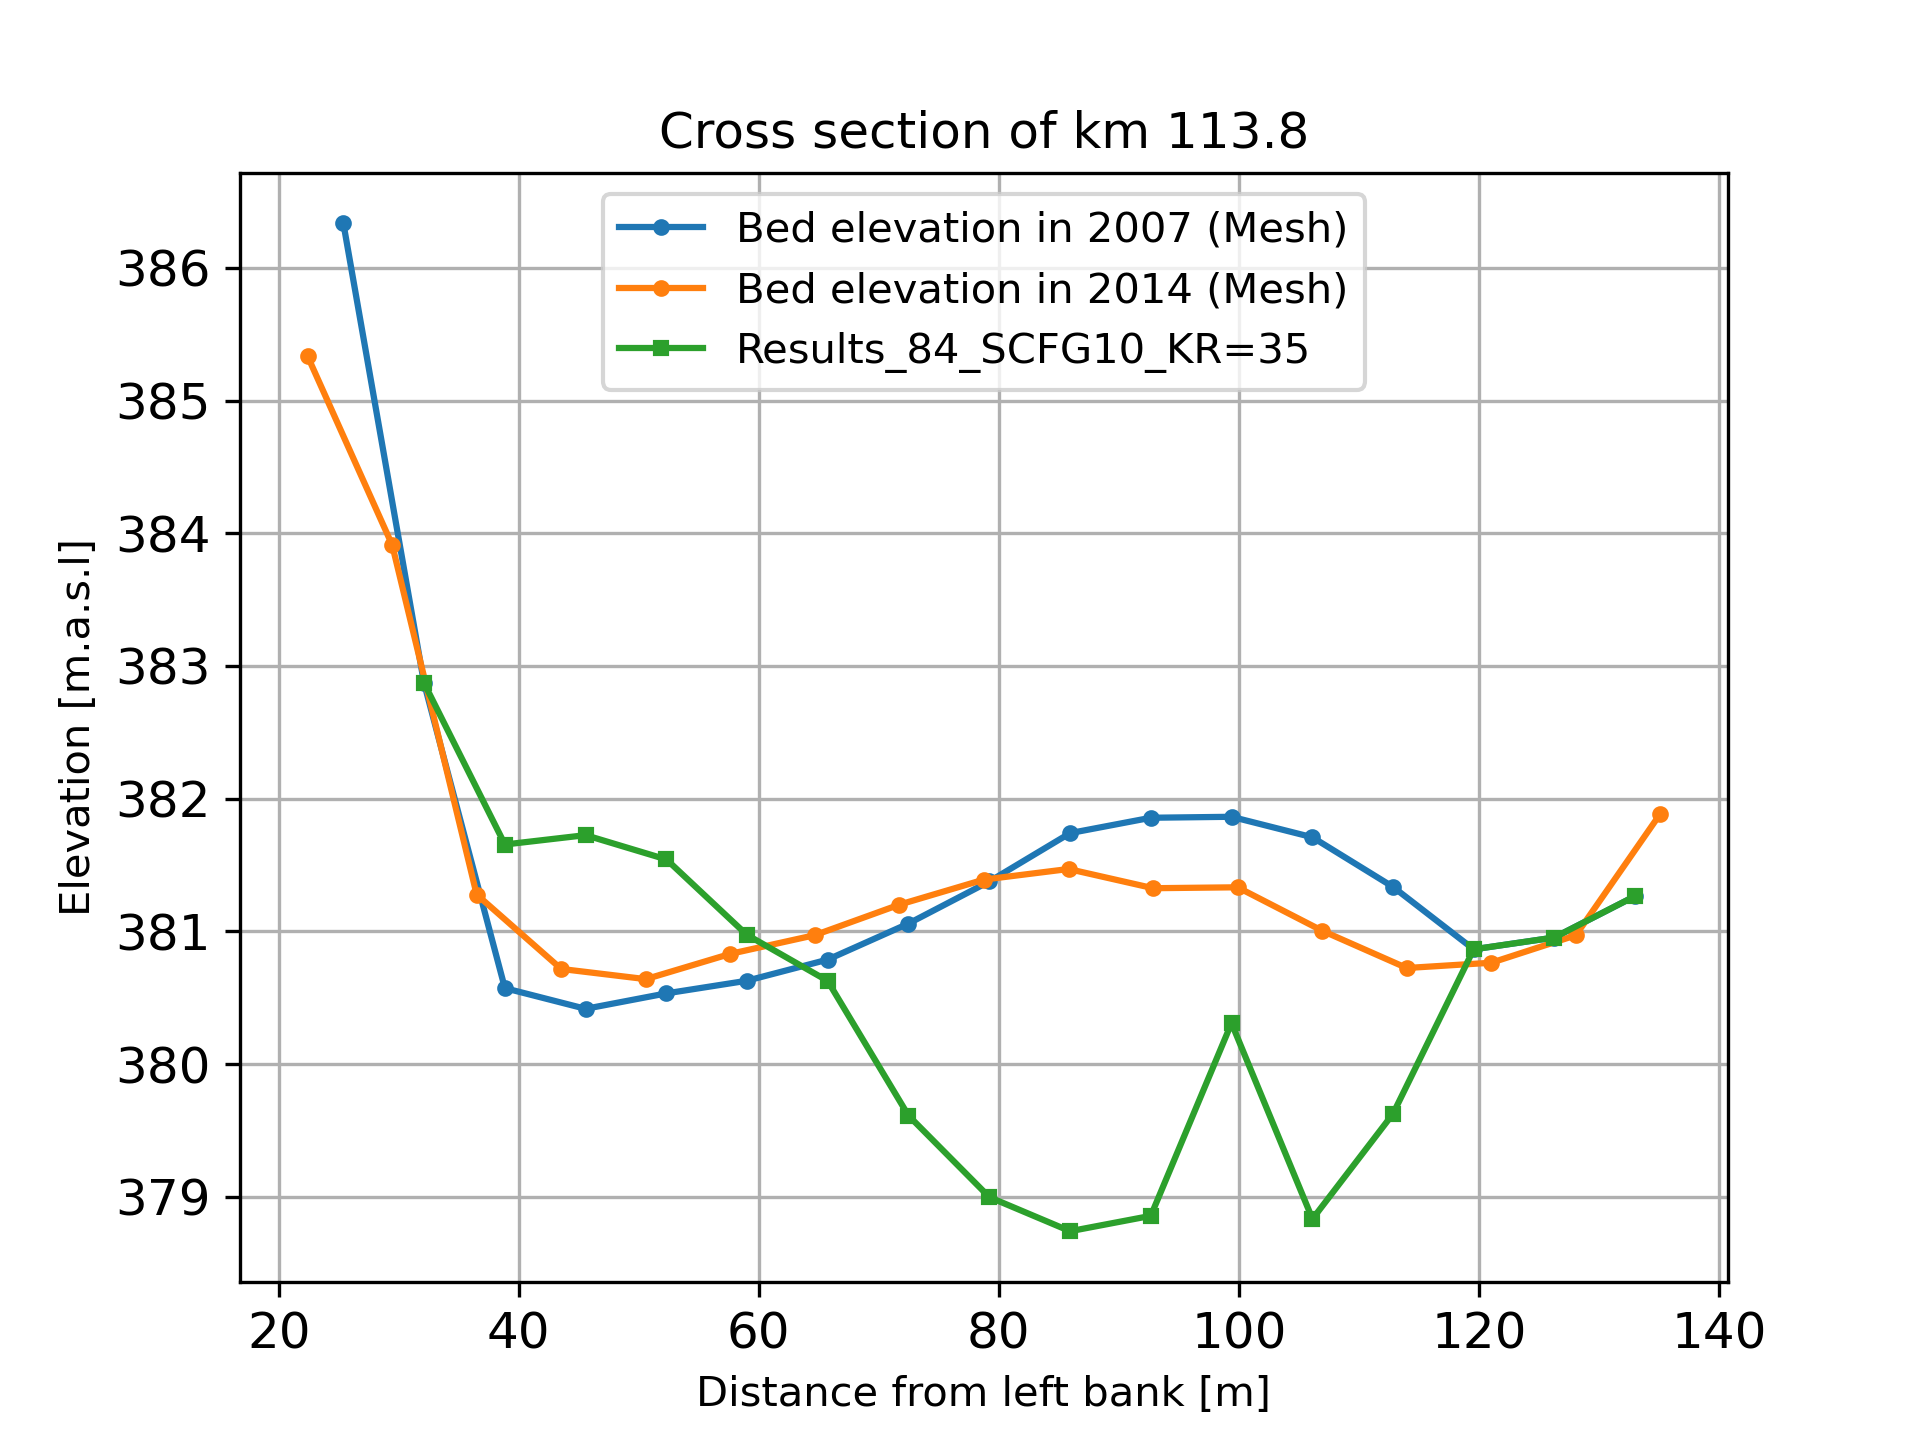 Cross section of km 113.8
Bed elevation in 2007 (Mesh)
Bed elevation in 2014 (Mesh)
Results_84_SCFG10_KR=35
Elevation [m.a.s.l]
386
385
384
383
382
381
380
379
20 40 60 80 100 120 140
Distance from left bank [m]